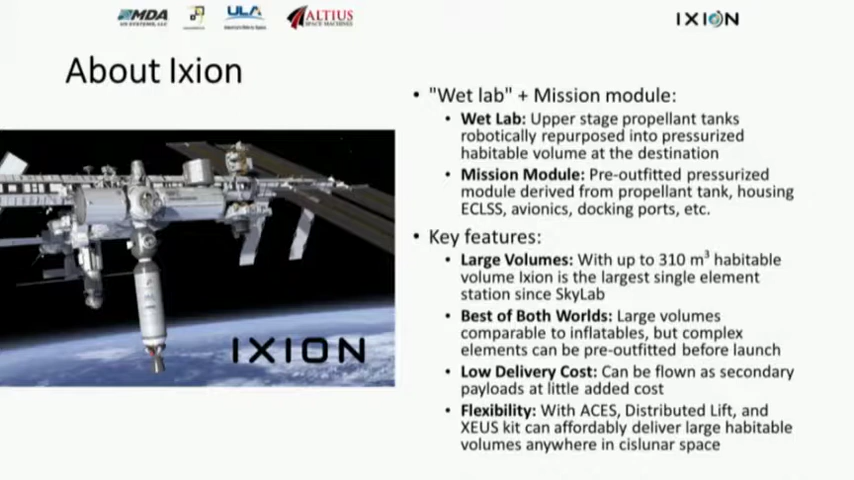 MDA
US SYSTEMS, LLC
ULA
ALTIUS
SPACE MACHINES
IXION
About Ixion
• "Wet lab" + Mission module:
• Wet Lab: Upper stage propellant tanks
robotically repurposed into pressurized
habitable volume at the destination
• Mission Module: Pre-outfitted pressurized
module derived from propellant tank, housing
ECLSS, avionics, docking ports, etc.
• Key features:
• Large Volumes: With up to 310 m³ habitable
volume Ixion is the largest single element
station since SkyLab
• Best of Both Worlds: Large volumes
comparable to inflatables, but complex
elements can be pre-outfitted before launch
• Low Delivery Cost: Can be flown as secondary
payloads at little added cost
• Flexibility: With ACES, Distributed Lift, and
XEUS kit can affordably deliver large habitable
volumes anywhere in cislunar space
IXION